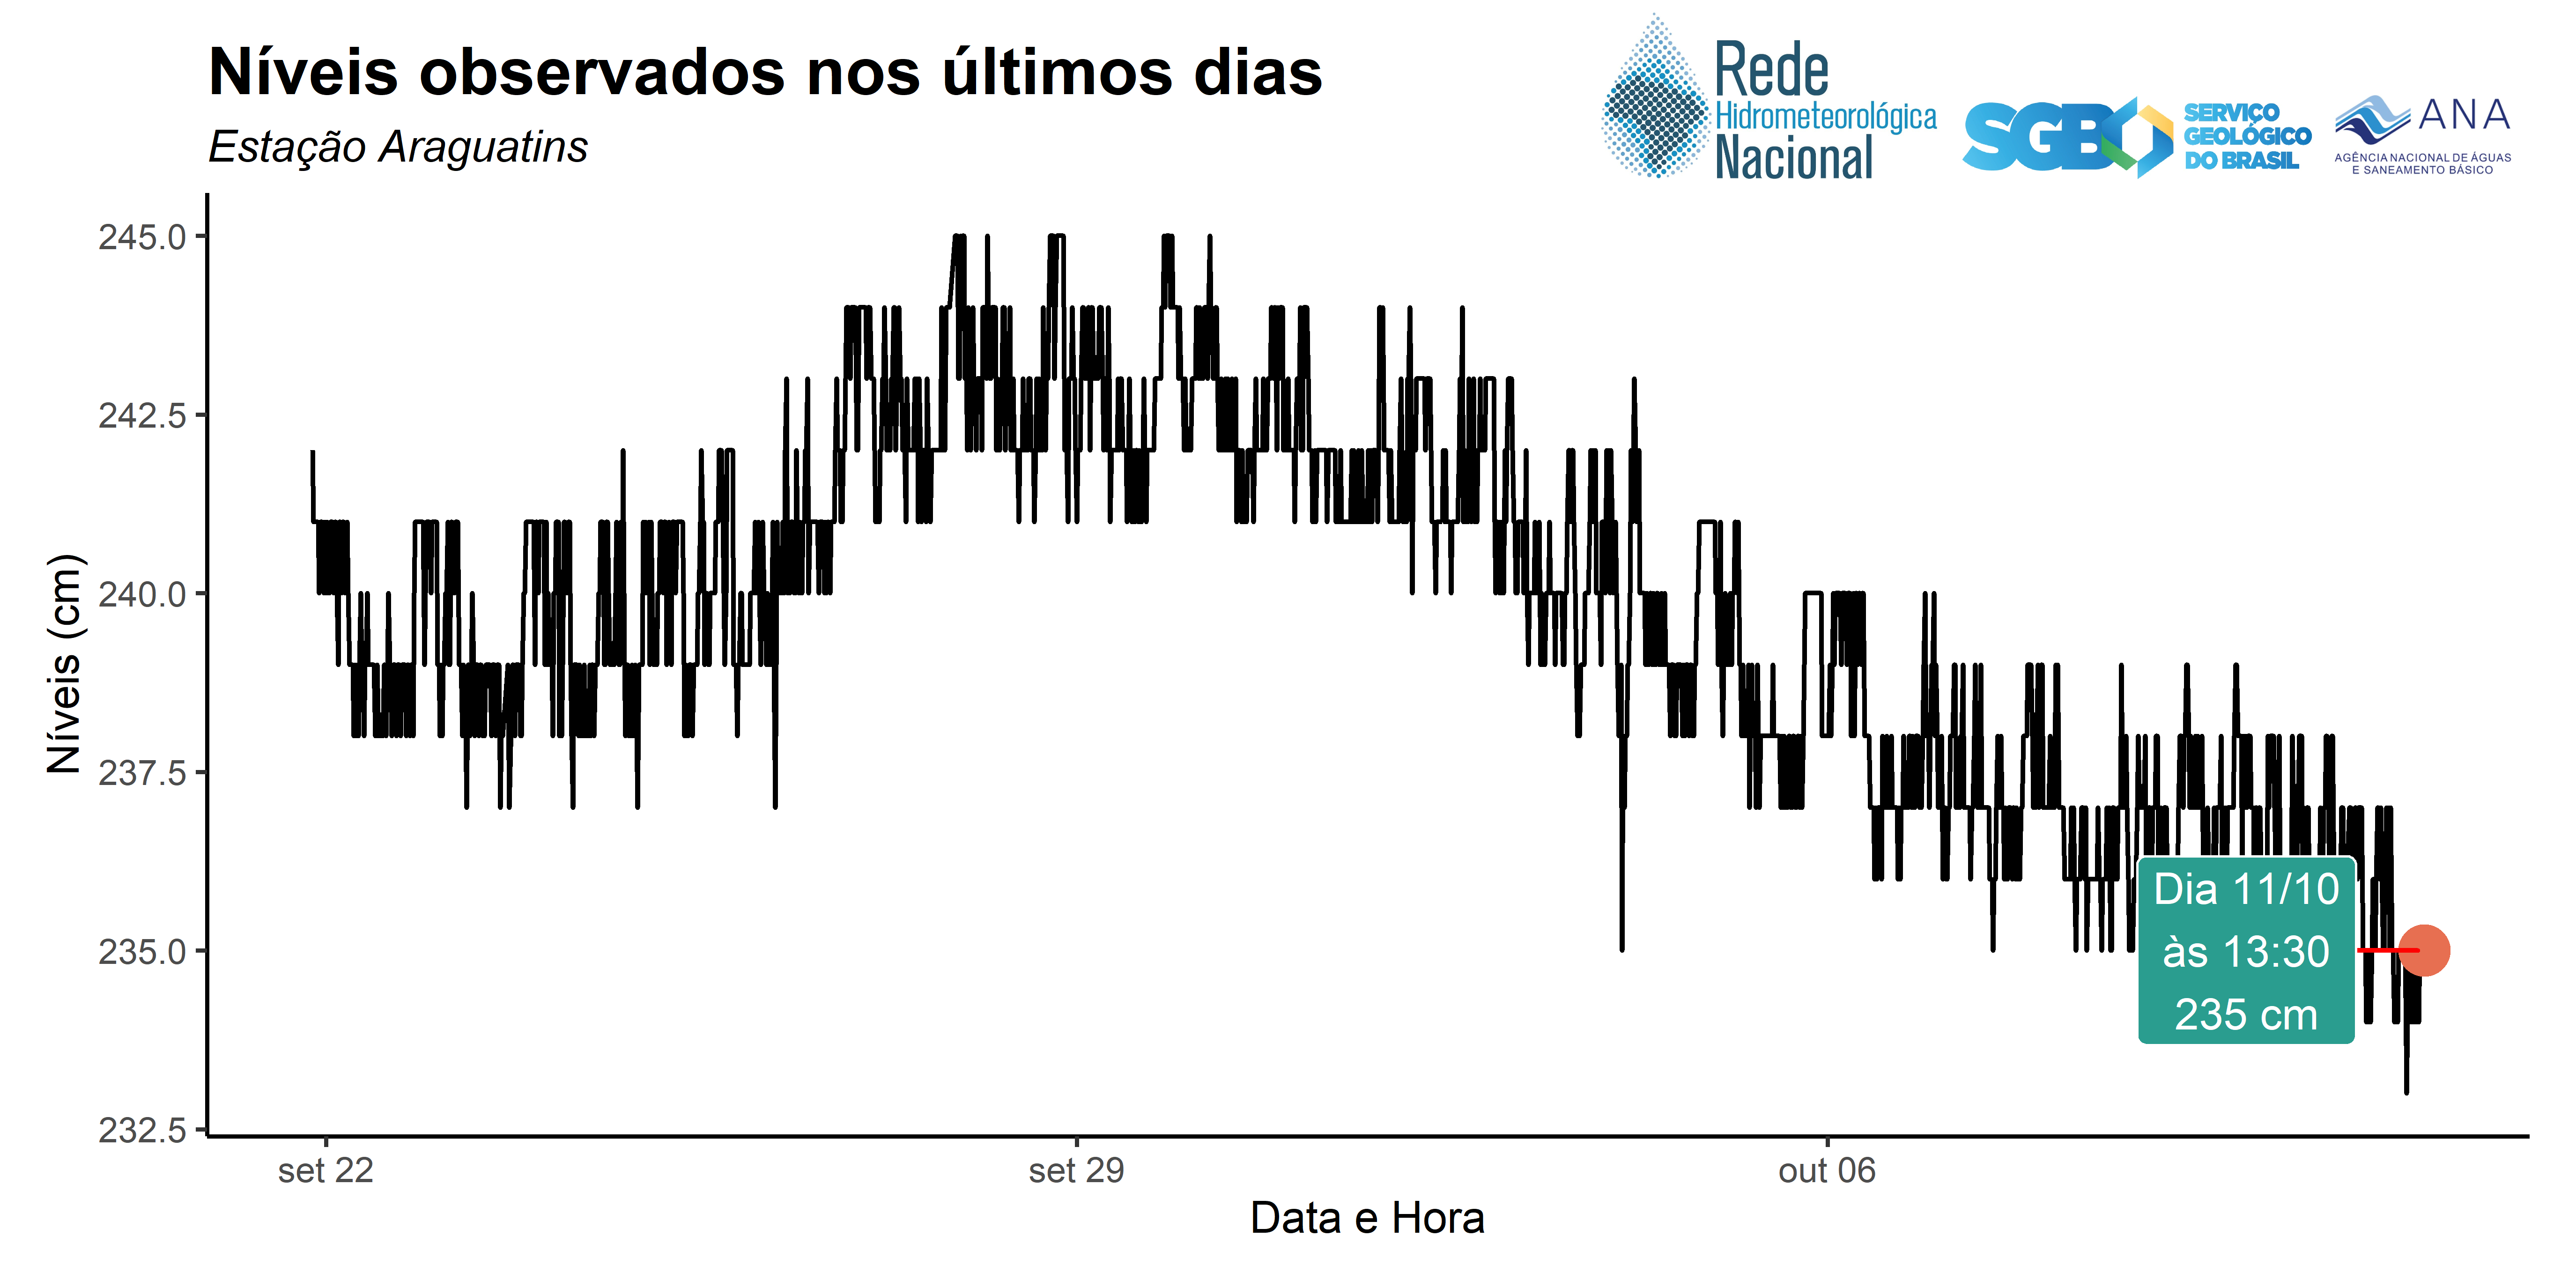 Níveis observados nos últimos dias
Estação Araguatins
Rede
Hidrometeorológica
Nacional
SGB
SERVIÇO
GEOLÓGICO
DO BRASIL
ANA
AGÊNCIA NACIONAL DE ÁGUAS
E SANEAMENTO BÁSICO
Níveis (cm)
245.0
242.5
240.0
237.5
235.0
232.5
Dia 11/10
às 13:30
235 cm
set 22
set 29
out 06
Data e Hora